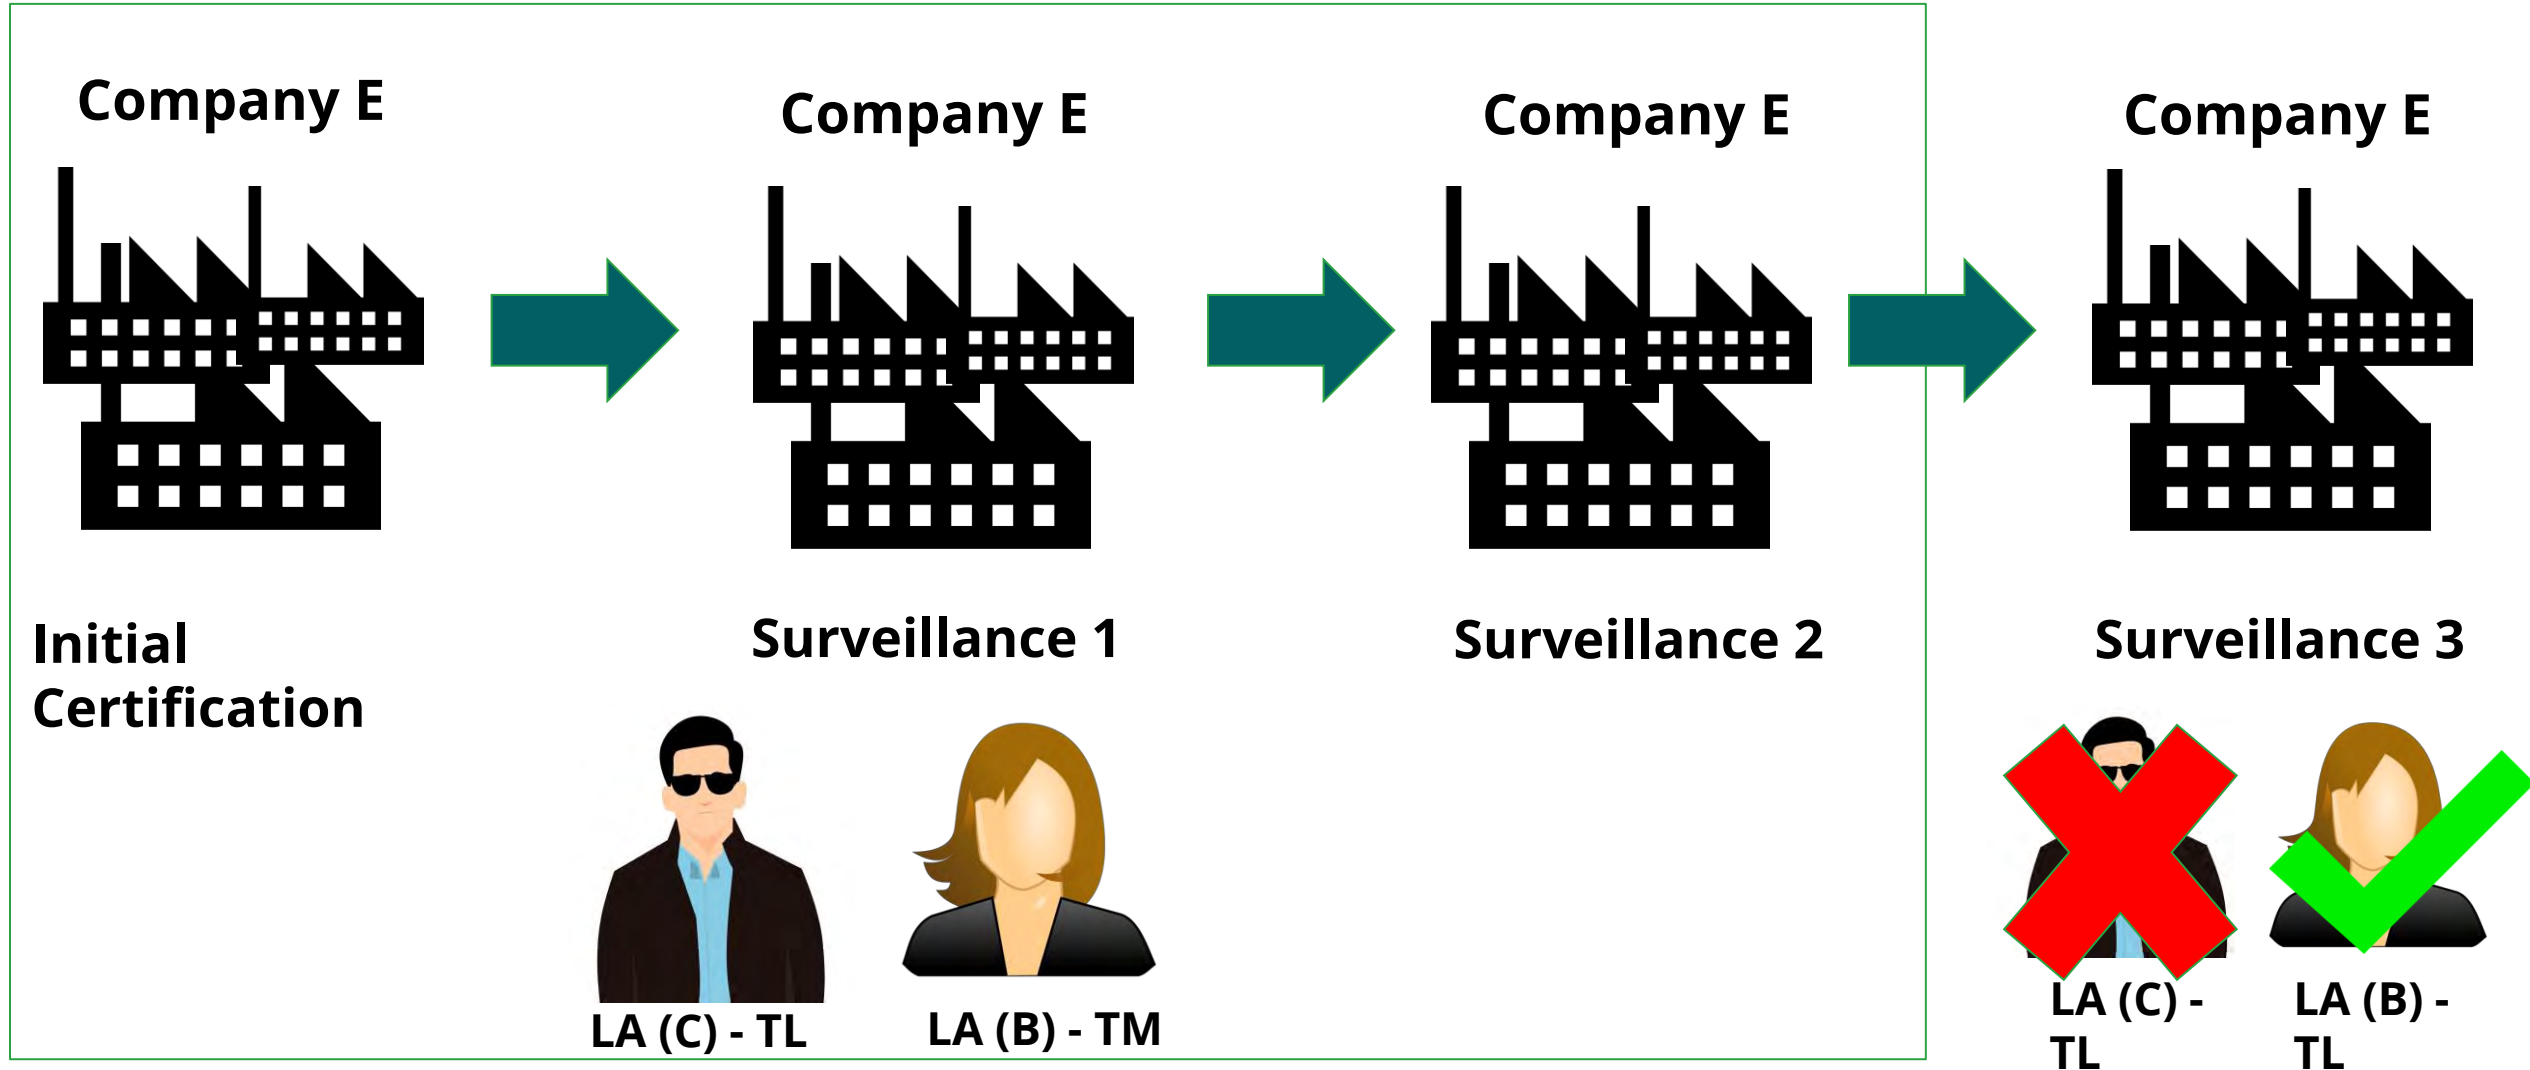 Company E
Company E
Company E
Company E
Initial
Certification
Surveillance 1
Surveillance 2
Surveillance 3
LA (C) - TL
LA (B) - TM
LA (C) -
TL
LA (B) -
TL